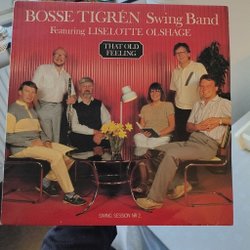 BOSSE TIGRÉN Swing Band
Featuring LISELOTTE OLSHAGE
THAT OLD
FEELING
SWING SESSION NR 2